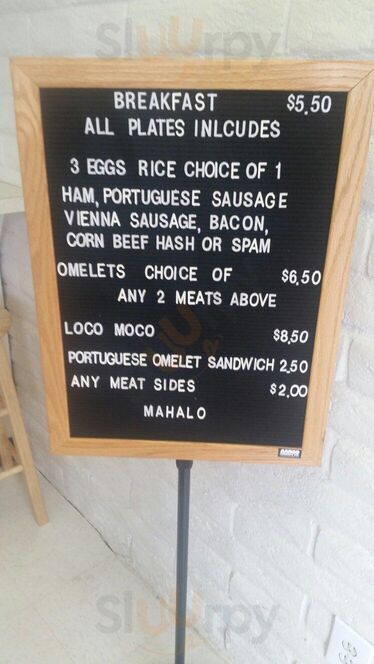 Sluurpy
BREAKFAST $5.50
ALL PLATES INLCUDES
3 EGGS RICE CHOICE OF 1
HAM, PORTUGUESE SAUSAGE
VIENNA SAUSAGE, BACON,
CORN BEEF HASH OR SPAM
OMELETS CHOICE OF $6,50
ANY 2 MEATS ABOVE
LOCO MOCO $8,50
PORTUGUESE OMELET SANDWICH 2,50
ANY MEAT SIDES $2,00
MAHALO
Sluurpy